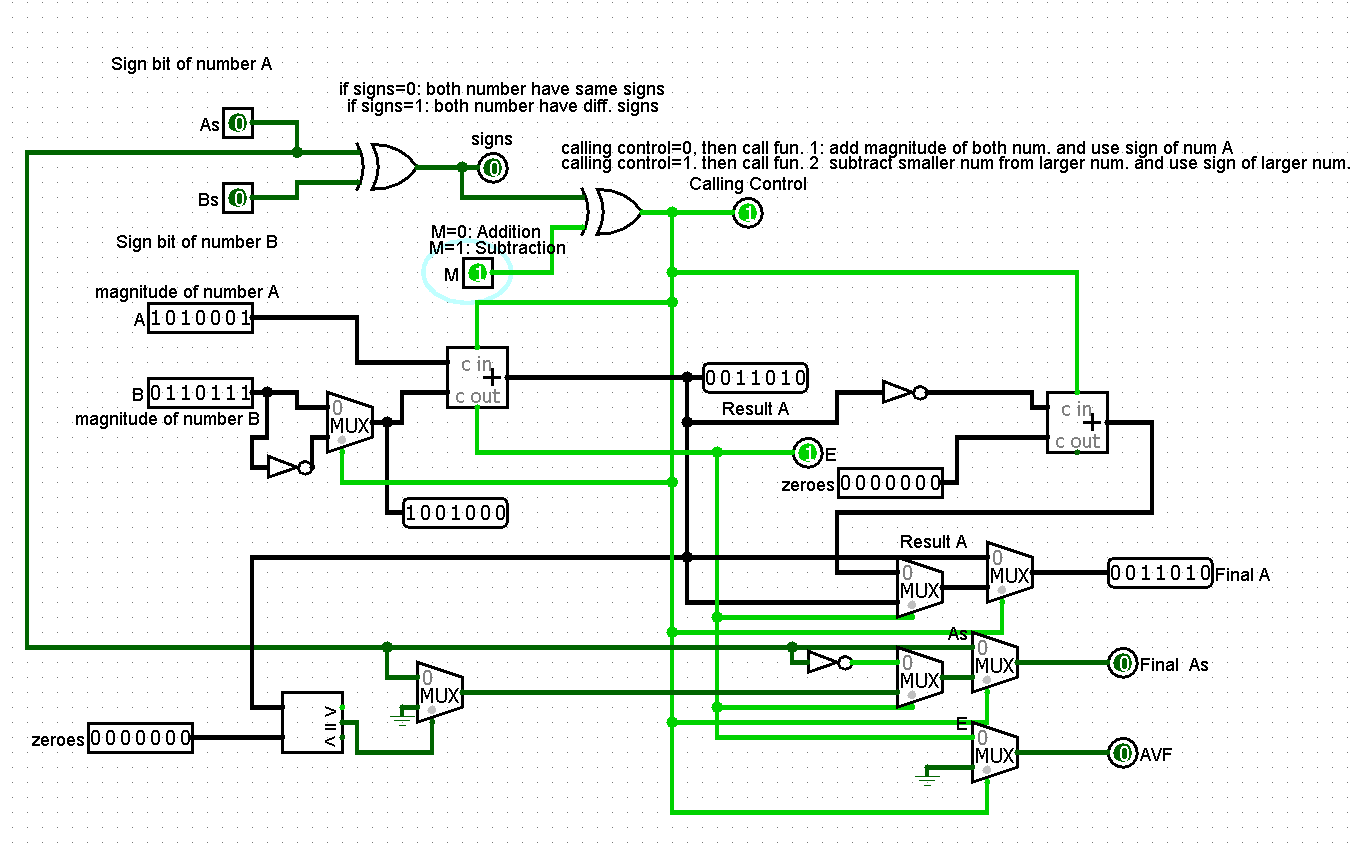 Sign bit of number A
if signs=0: both number have same signs
if signs=1: both number have diff. signs
As 0
signs
0
calling control=0, then call fun. 1: add magnitude of both num. and use sign of num A
calling control=1. then call fun. 2 subtract smaller num from larger num. and use sign of larger num.
Calling Control
1
Bs 0
Sign bit of number B
M=0: Addition
M=1: Subtraction
M 1
magnitude of number A
A 1010001
c in
+
c out
0011010
Result A
B 0110111
magnitude of number B
0
MUX
c in
+
c out
1 E
zeroes 0000000
1001000
Result A
0
MUX
0
MUX
0011010 Final A
As
0
MUX
0
MUX
0 Final As
0
MUX
zeroes 0000000
E
0
MUX
0 AVF